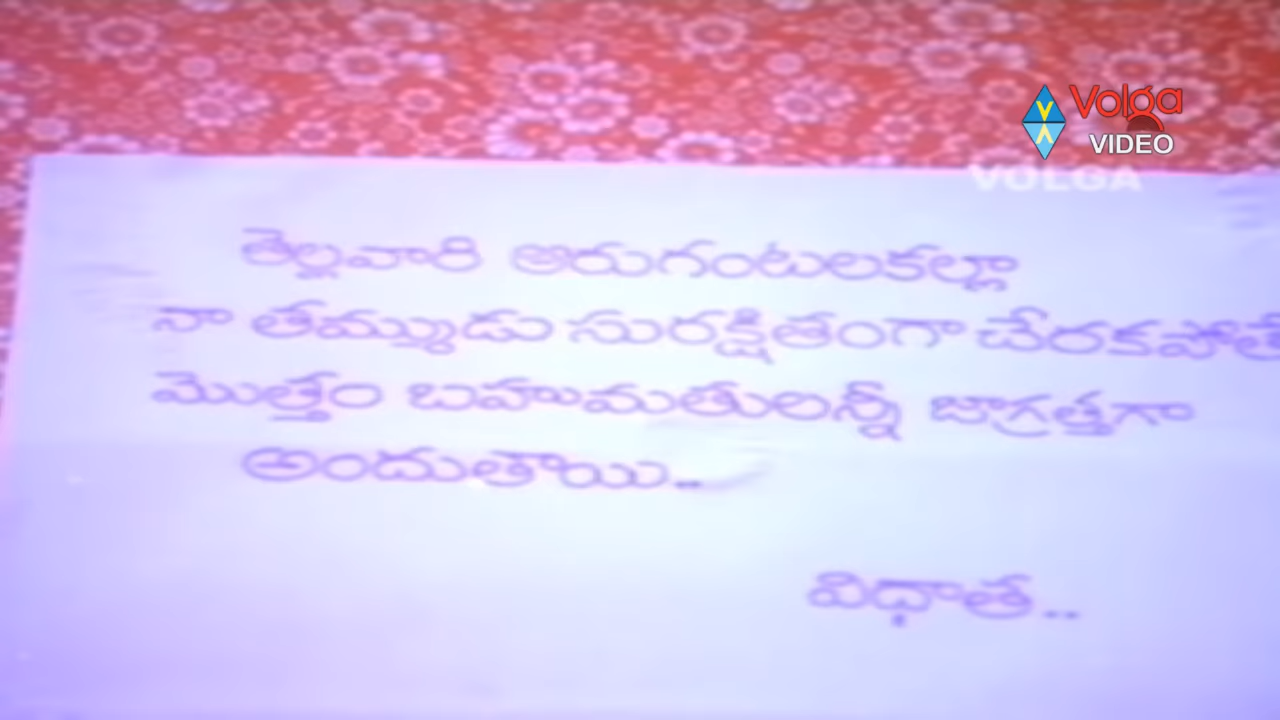 Volga
VIDEO
VOLGA
తెల్లవారి ఆరుగంటలకల్లా
నా తమ్ముడు సురక్షితంగా చేరకపోతే
మొత్తం బహుమతులన్నీ జాగ్రత్తగా
అందుతాయి..
విధాత..